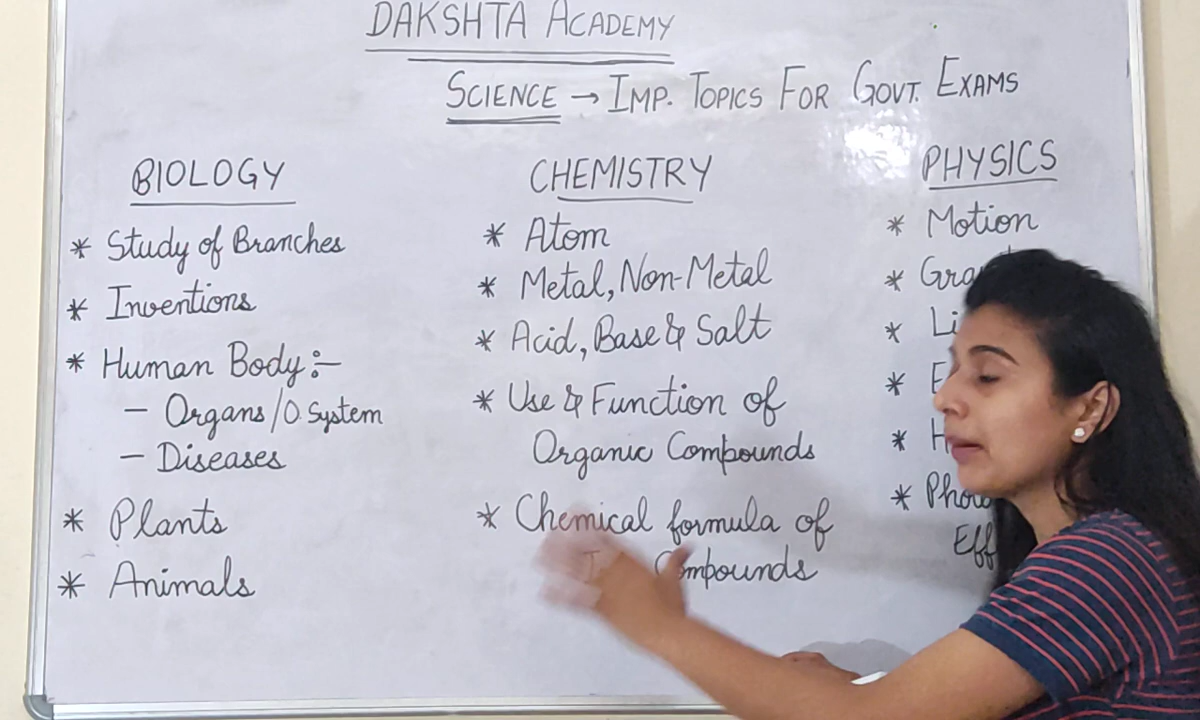 DAKSHTA ACADEMY
SCIENCE → IMP. TOPICS FOR GOVT. EXAMS
BIOLOGY
* Study of Branches
* Inventions
* Human Body:-
- Organs/O.System
- Diseases
* Plants
* Animals
CHEMISTRY
* Atom
* Metal, Non-Metal
* Acid, Base & Salt
* Use & Function of
Organic Compounds
* Chemical formula of
Compounds
PHYSICS
* Motion